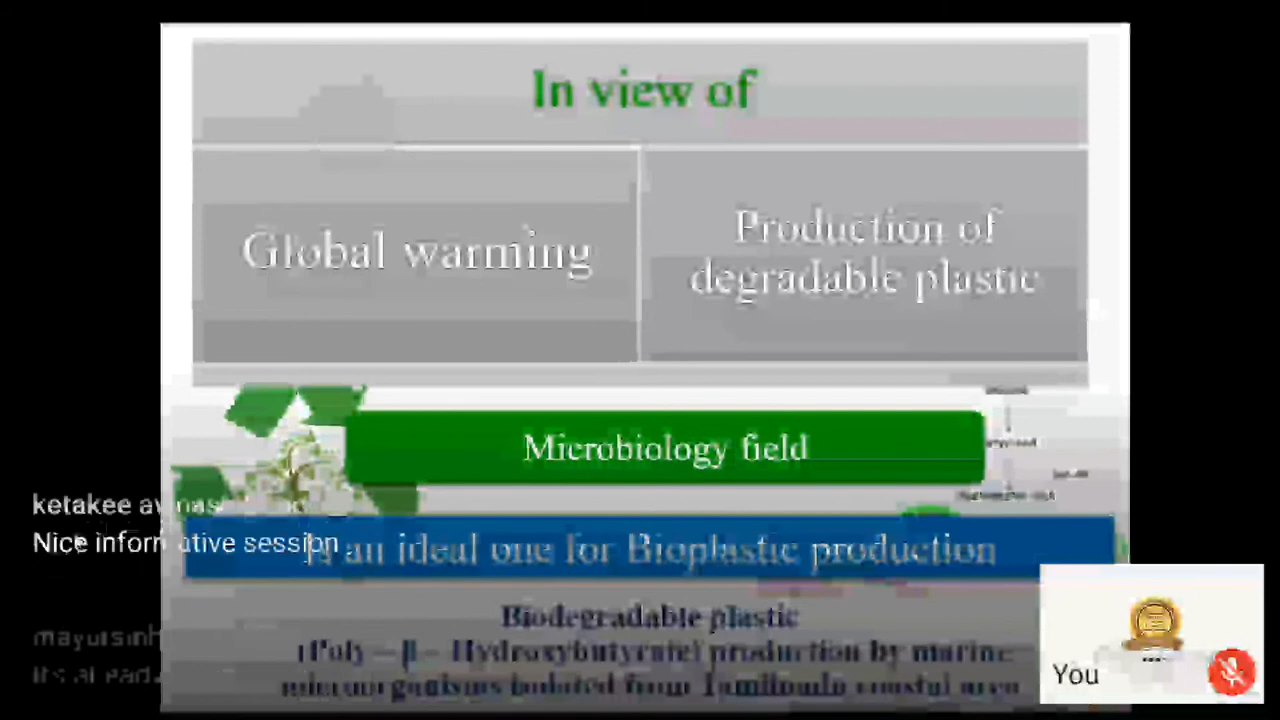 In view of
Global warming
Production of
degradable plastic
Microbiology field
Is an ideal one for Bioplastic production
Biodegradable plastic
(Poly – β – Hydroxybutyrate) production by marine
microorganisms isolated from Tamilnadu coastal area
ketakee
Nice informative session
You